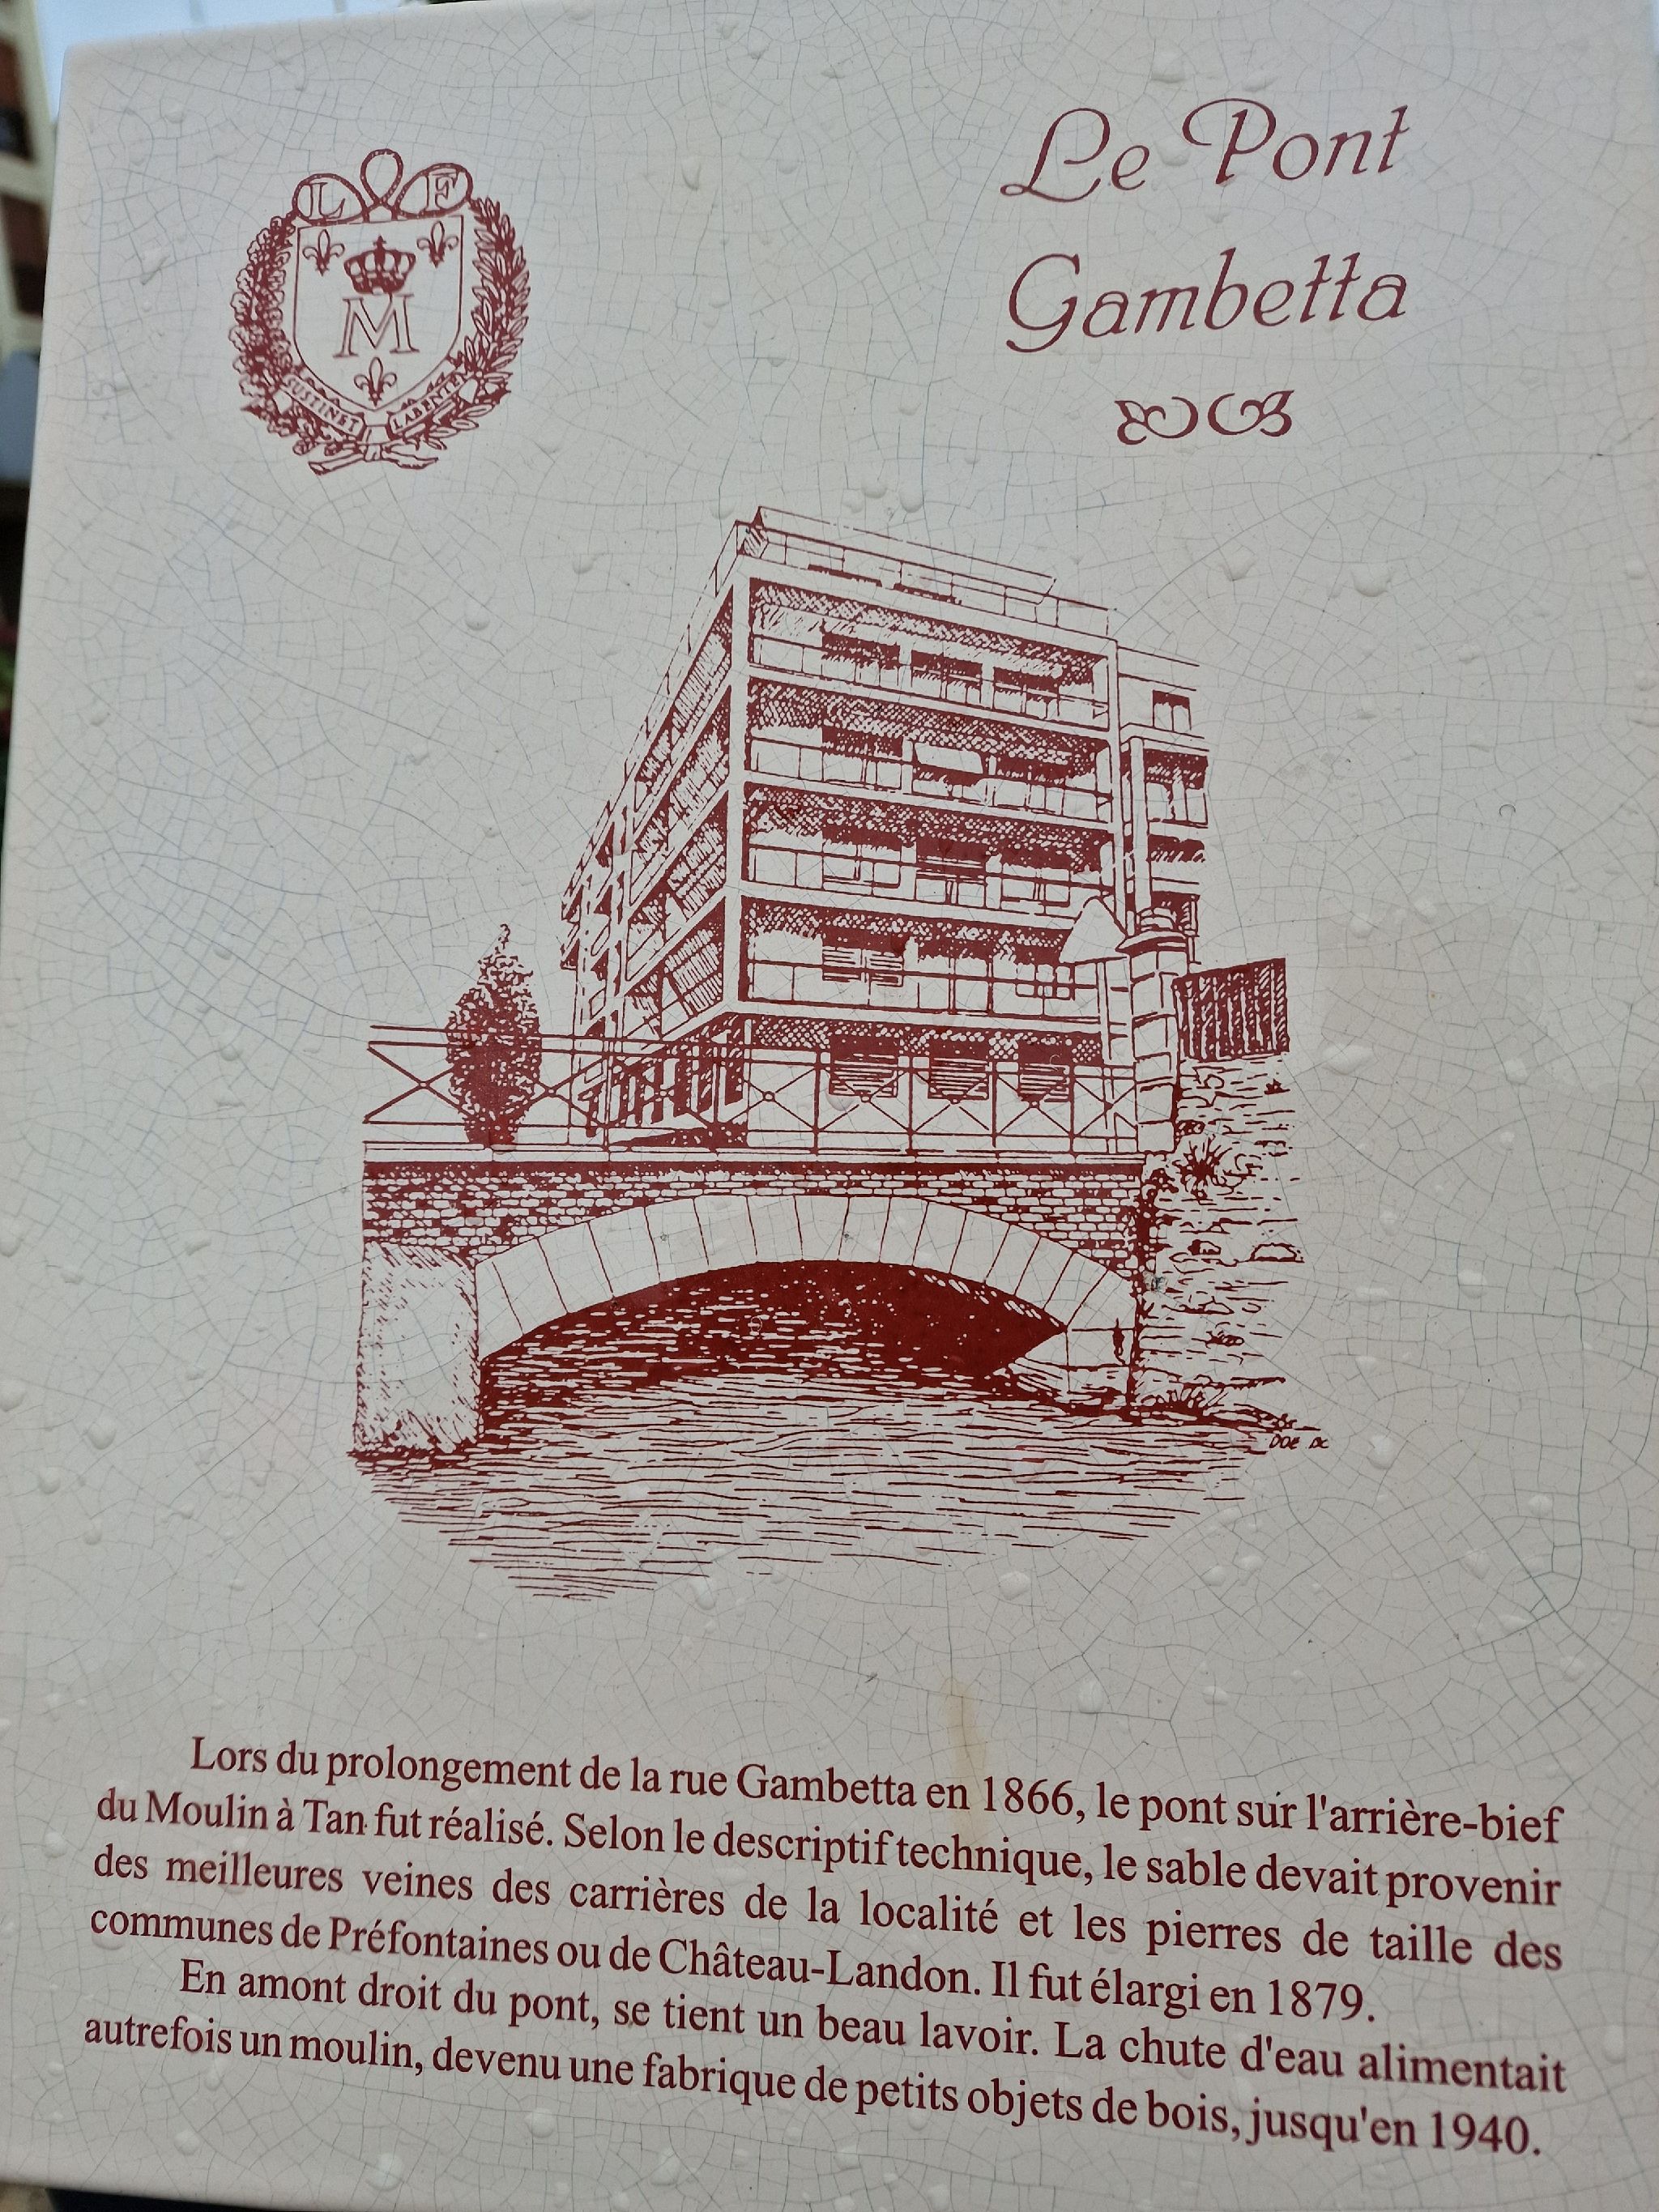 L F
M
SUSTINET LABENTEM
Le Pont
Gambetta
Lors du prolongement de la rue Gambetta en 1866, le pont sur l'arrière-bief
du Moulin à Tan fut réalisé. Selon le descriptif technique, le sable devait provenir
des meilleures veines des carrières de la localité et les pierres de taille des
communes de Préfontaines ou de Château-Landon. Il fut élargi en 1879.
En amont droit du pont, se tient un beau lavoir. La chute d'eau alimentait
autrefois un moulin, devenu une fabrique de petits objets de bois, jusqu'en 1940.